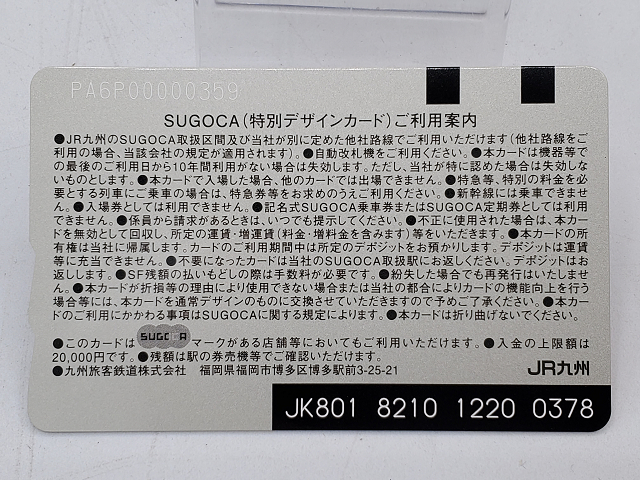 PA6P00000359
SUGOCA(特別デザインカード)ご利用案内
●JR九州のSUGOCA取扱区間及び当社が別に定めた他社路線でご利用いただけます(他社路線をご
利用の場合、当該会社の規定が適用されます)。●自動改札機をご利用ください。●本カードは機器等で
の最後のご利用日から10年間利用がない場合は失効します。ただし、当社が特に認めた場合は失効しな
いものとします。●本カードで入場した場合、他のカードでは出場できません。●特急等、特別の料金を必
要とする列車にご乗車の場合は、特急券等をお求めのうえご利用ください。●新幹線には乗車できませ
ん。●入場券としては利用できません。●記名式SUGOCA乗車券またはSUGOCA定期券としては利用
できません。●係員から請求があるときは、いつでも提示してください。●不正に使用された場合は、本カー
ドを無効として回収し、所定の運賃・増運賃(料金・増料金を含みます)等をいただきます。●本カードの所
有権は当社に帰属します。カードのご利用期間中は所定のデポジットをお預かりします。デポジットは運賃
等に充当できません。●不要になったカードは当社のSUGOCA取扱駅にお返しください。デポジットはお
返しします。●SF残額の払いもどしの際は手数料が必要です。●紛失した場合でも再発行はいたしませ
ん。●本カードが折損等の理由により使用できない場合または当社の都合によりカードの機能向上を行う
場合等には、本カードを通常デザインのものに交換させていただきますので予めご了承ください。●本カー
ドのご利用にかかわる事項はSUGOCAに関する規定によります。●本カードは折り曲げないでください。
●このカードは SUGOCA マークがある店舗等においてもご利用いただけます。●入金の上限額は
20,000円です。●残額は駅の券売機等でご確認いただけます。
●九州旅客鉄道株式会社 福岡県福岡市博多区博多駅前3-25-21 JR九州
JK801 8210 1220 0378